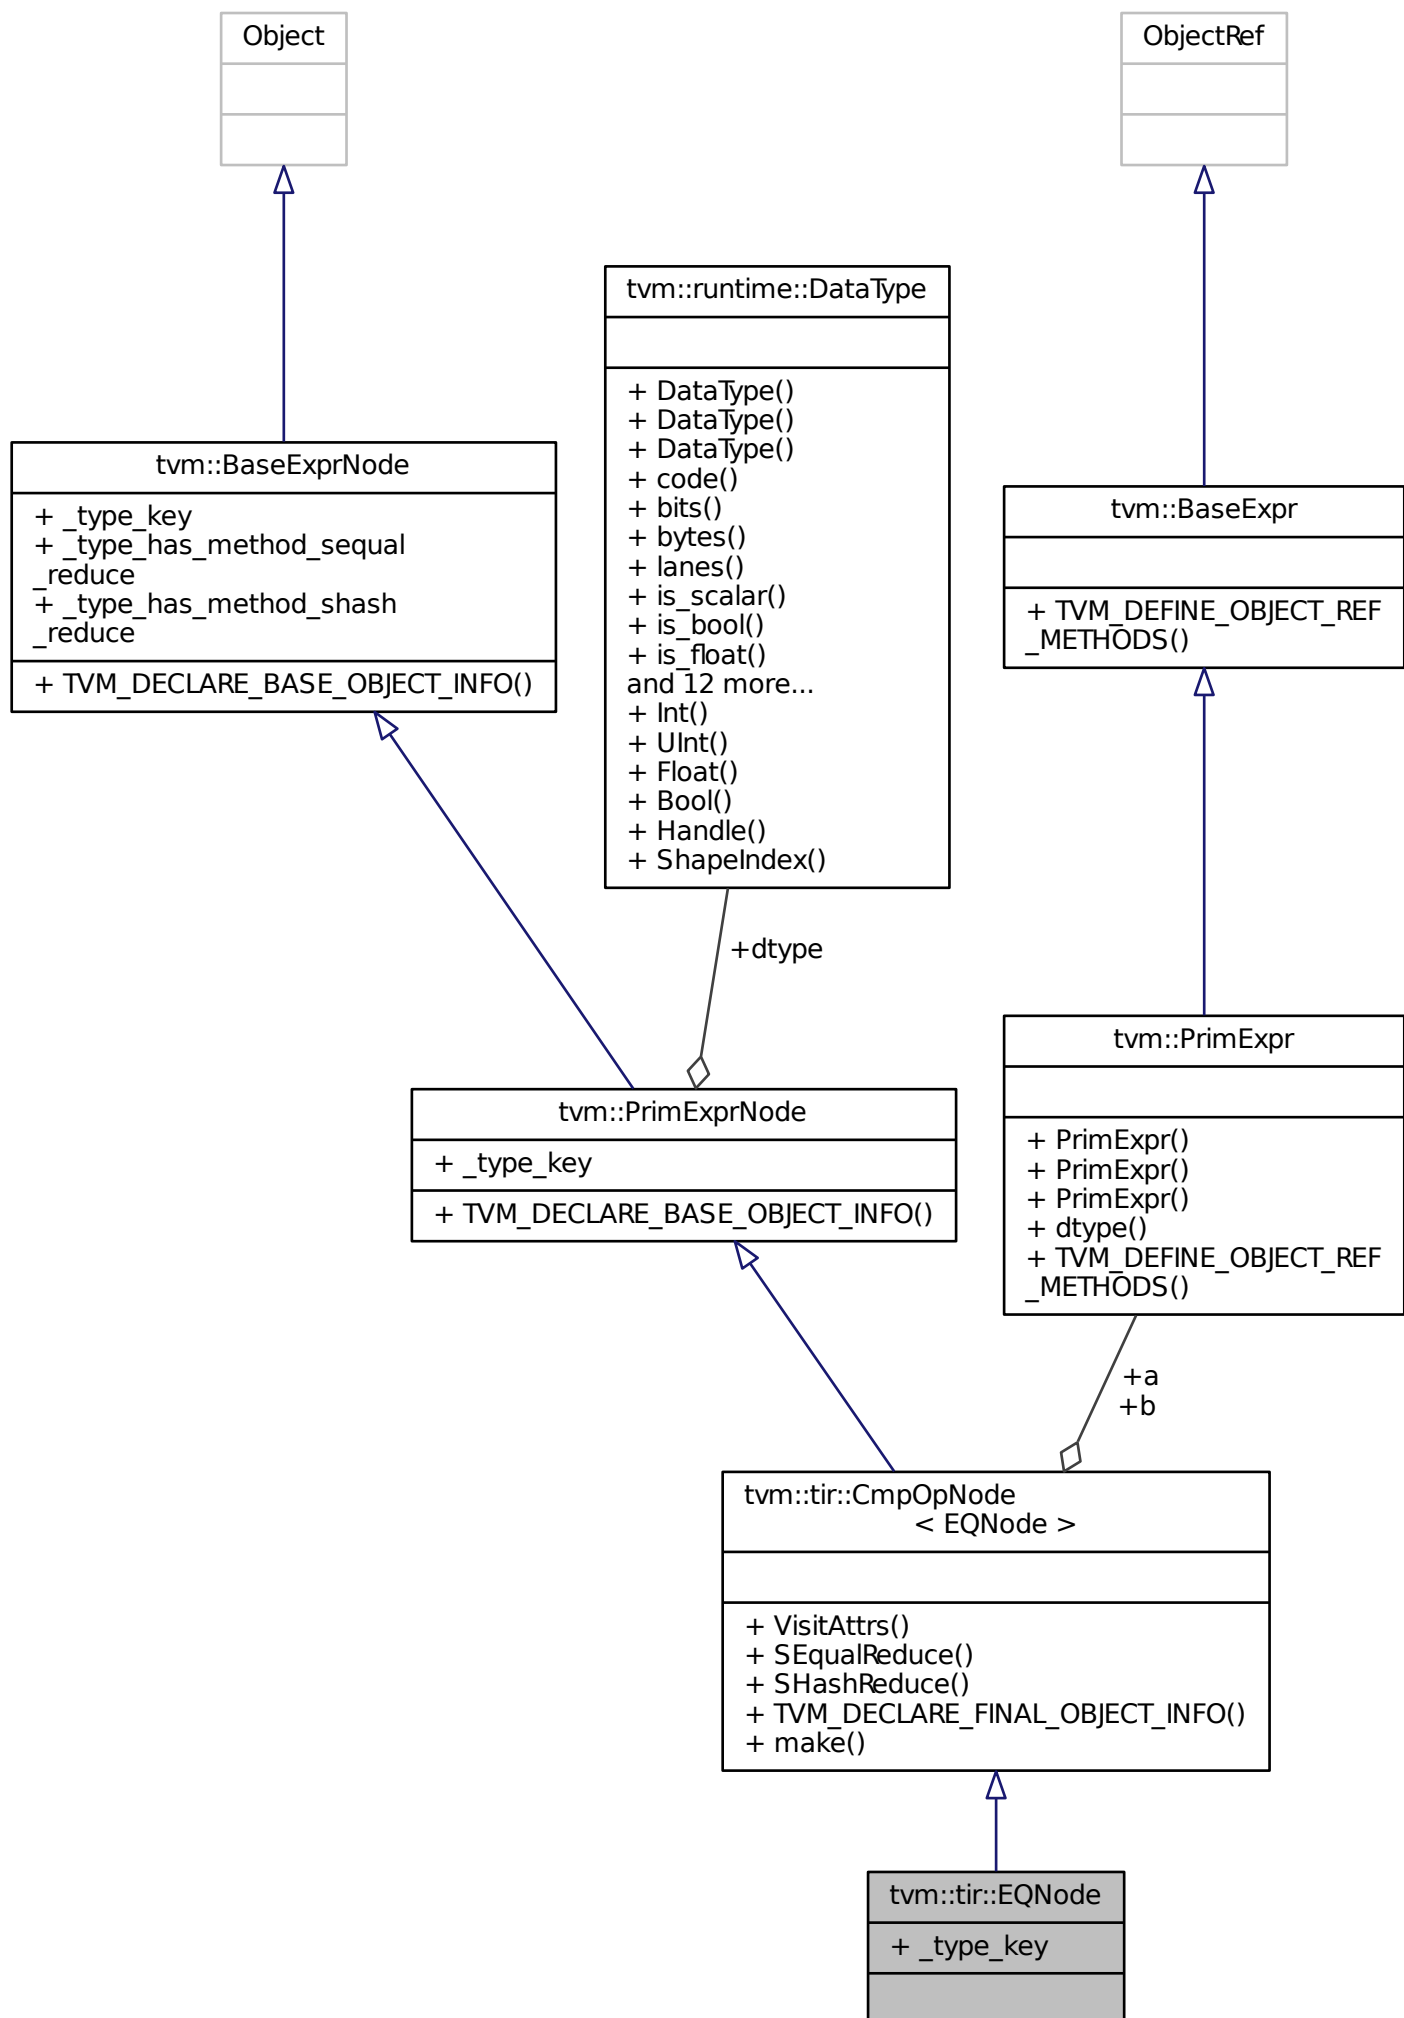 Object
ObjectRef
tvm::runtime::DataType
+ DataType()
+ DataType()
+ DataType()
+ code()
+ bits()
+ bytes()
+ lanes()
+ is_scalar()
+ is_bool()
+ is_float()
and 12 more...
+ Int()
+ UInt()
+ Float()
+ Bool()
+ Handle()
+ ShapeIndex()
tvm::BaseExprNode
+ _type_key
+ _type_has_method_sequal
_reduce
+ _type_has_method_shash
_reduce
+ TVM_DECLARE_BASE_OBJECT_INFO()
tvm::BaseExpr
+ TVM_DEFINE_OBJECT_REF
_METHODS()
+dtype
tvm::PrimExprNode
+ _type_key
+ TVM_DECLARE_BASE_OBJECT_INFO()
tvm::PrimExpr
+ PrimExpr()
+ PrimExpr()
+ PrimExpr()
+ dtype()
+ TVM_DEFINE_OBJECT_REF
_METHODS()
+a
+b
tvm::tir::CmpOpNode
< EQNode >
+ VisitAttrs()
+ SEqualReduce()
+ SHashReduce()
+ TVM_DECLARE_FINAL_OBJECT_INFO()
+ make()
tvm::tir::EQNode
+ _type_key